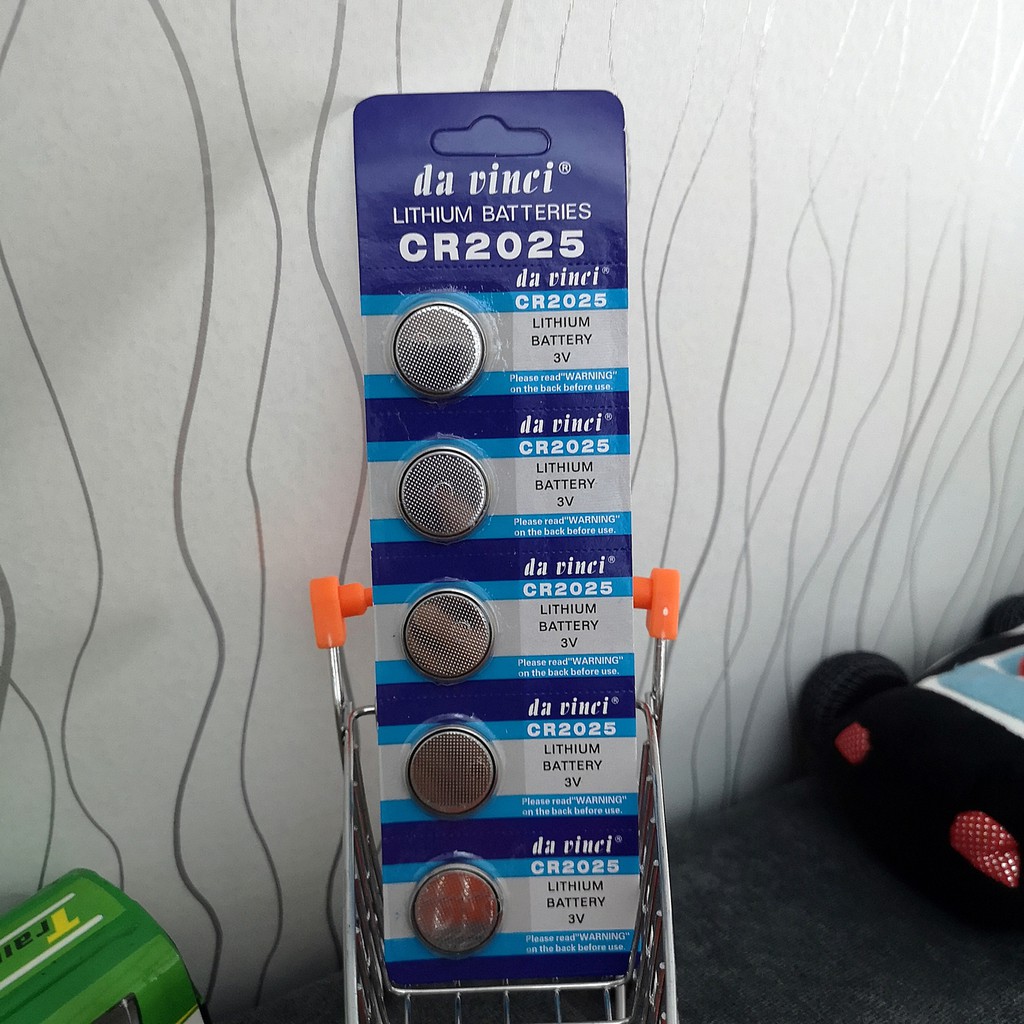 da vinci®
LITHIUM BATTERIES
CR2025
da vinci®
CR2025
LITHIUM
BATTERY
3V
Please read"WARNING"
on the back before use.
da vinci®
CR2025
LITHIUM
BATTERY
3V
Please read"WARNING"
on the back before use.
da vinci®
CR2025
LITHIUM
BATTERY
3V
Please read"WARNING"
on the back before use.
da vinci®
CR2025
LITHIUM
BATTERY
3V
Please read"WARNING"
on the back before use.
da vinci®
CR2025
LITHIUM
BATTERY
3V
Please read"WARNING"
on the back before use.